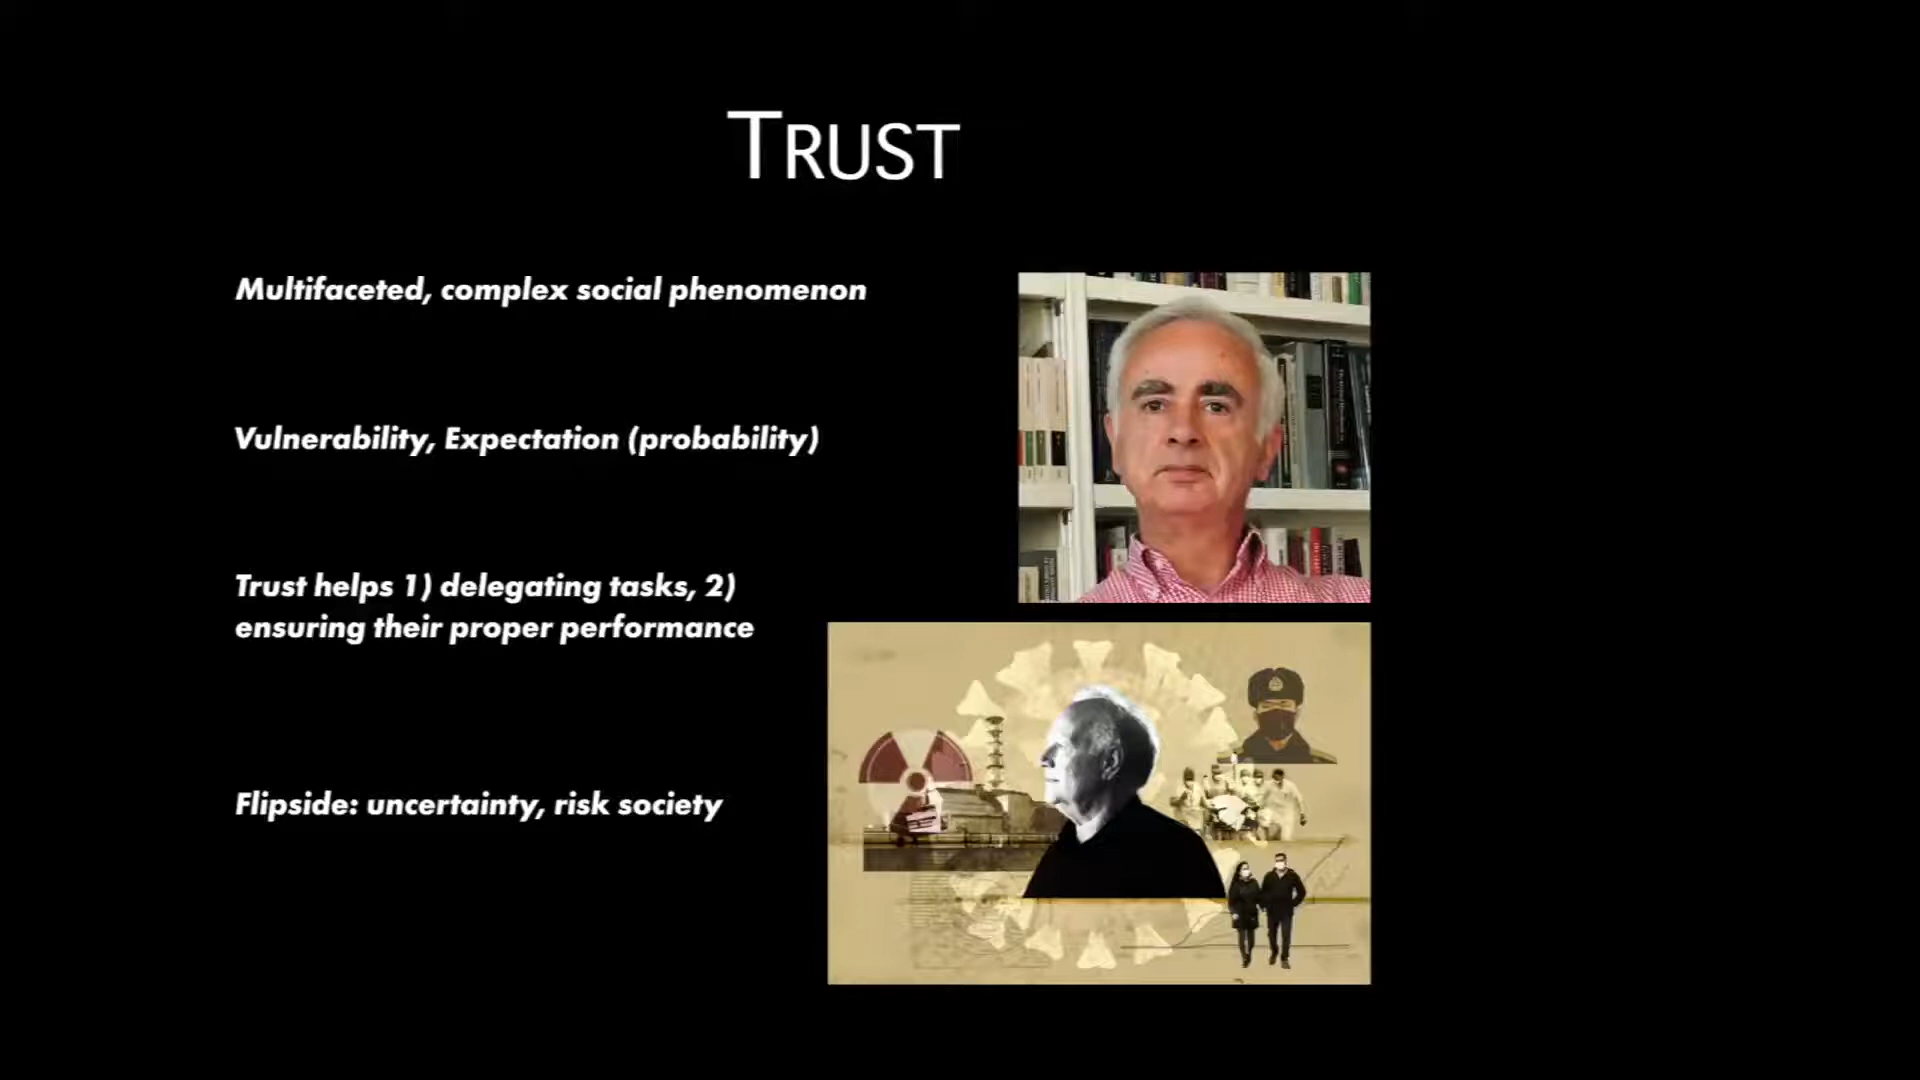 TRUST
Multifaceted, complex social phenomenon
Vulnerability, Expectation (probability)
Trust helps 1) delegating tasks, 2)
ensuring their proper performance
Flipside: uncertainty, risk society